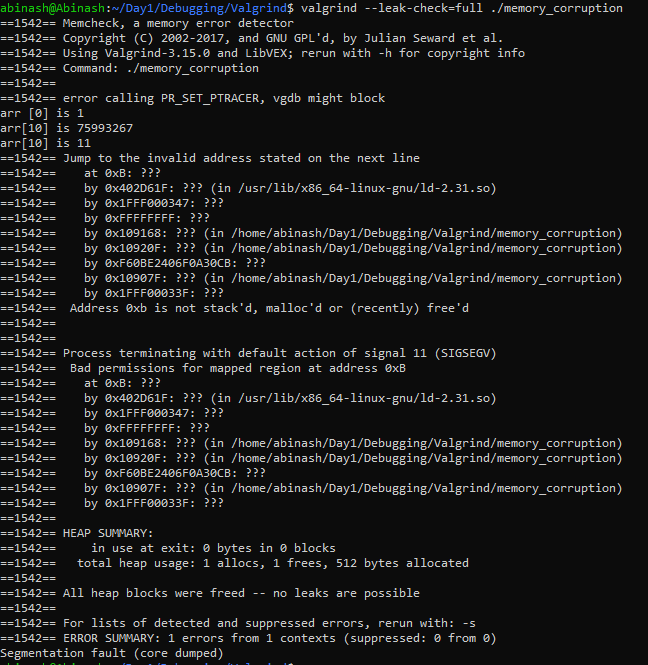 abinash@Abinash:~/Day1/Debugging/Valgrind$ valgrind --leak-check=full ./memory_corruption
==1542== Memcheck, a memory error detector
==1542== Copyright (C) 2002-2017, and GNU GPL'd, by Julian Seward et al.
==1542== Using Valgrind-3.15.0 and LibVEX; rerun with -h for copyright info
==1542== Command: ./memory_corruption
==1542==
==1542== error calling PR_SET_PTRACER, vgdb might block
arr [0] is 1
arr[10] is 75993267
arr[10] is 11
==1542== Jump to the invalid address stated on the next line
==1542==    at 0xB: ???
==1542==    by 0x402D61F: ??? (in /usr/lib/x86_64-linux-gnu/ld-2.31.so)
==1542==    by 0x1FFF000347: ???
==1542==    by 0xFFFFFFFF: ???
==1542==    by 0x109168: ??? (in /home/abinash/Day1/Debugging/Valgrind/memory_corruption)
==1542==    by 0x10920F: ??? (in /home/abinash/Day1/Debugging/Valgrind/memory_corruption)
==1542==    by 0xF60BE2406F0A30CB: ???
==1542==    by 0x10907F: ??? (in /home/abinash/Day1/Debugging/Valgrind/memory_corruption)
==1542==    by 0x1FFF00033F: ???
==1542==  Address 0xb is not stack'd, malloc'd or (recently) free'd
==1542==
==1542==
==1542== Process terminating with default action of signal 11 (SIGSEGV)
==1542==  Bad permissions for mapped region at address 0xB
==1542==    at 0xB: ???
==1542==    by 0x402D61F: ??? (in /usr/lib/x86_64-linux-gnu/ld-2.31.so)
==1542==    by 0x1FFF000347: ???
==1542==    by 0xFFFFFFFF: ???
==1542==    by 0x109168: ??? (in /home/abinash/Day1/Debugging/Valgrind/memory_corruption)
==1542==    by 0x10920F: ??? (in /home/abinash/Day1/Debugging/Valgrind/memory_corruption)
==1542==    by 0xF60BE2406F0A30CB: ???
==1542==    by 0x10907F: ??? (in /home/abinash/Day1/Debugging/Valgrind/memory_corruption)
==1542==    by 0x1FFF00033F: ???
==1542==
==1542== HEAP SUMMARY:
==1542==     in use at exit: 0 bytes in 0 blocks
==1542==   total heap usage: 1 allocs, 1 frees, 512 bytes allocated
==1542==
==1542== All heap blocks were freed -- no leaks are possible
==1542==
==1542== For lists of detected and suppressed errors, rerun with: -s
==1542== ERROR SUMMARY: 1 errors from 1 contexts (suppressed: 0 from 0)
Segmentation fault (core dumped)